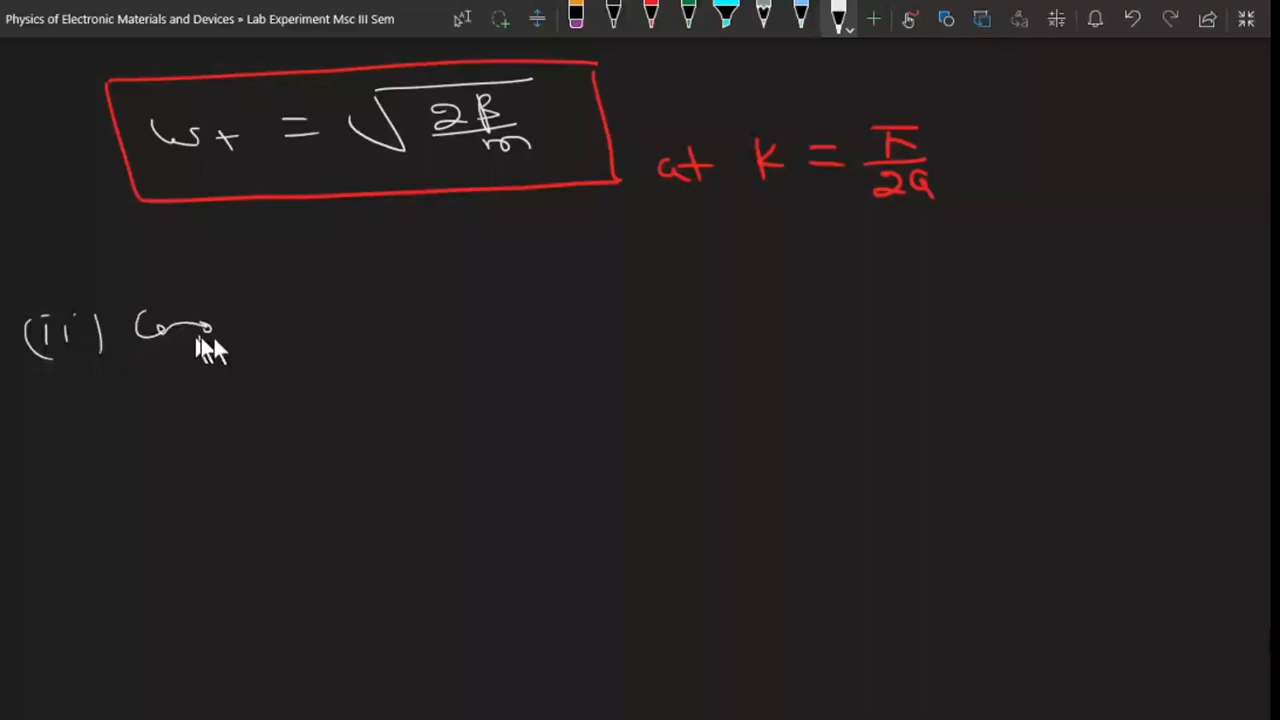 Physics of Electronic Materials and Devices » Lab Experiment Msc III Sem
ω+ = √(2β/m) at K = π/2a
(ii)